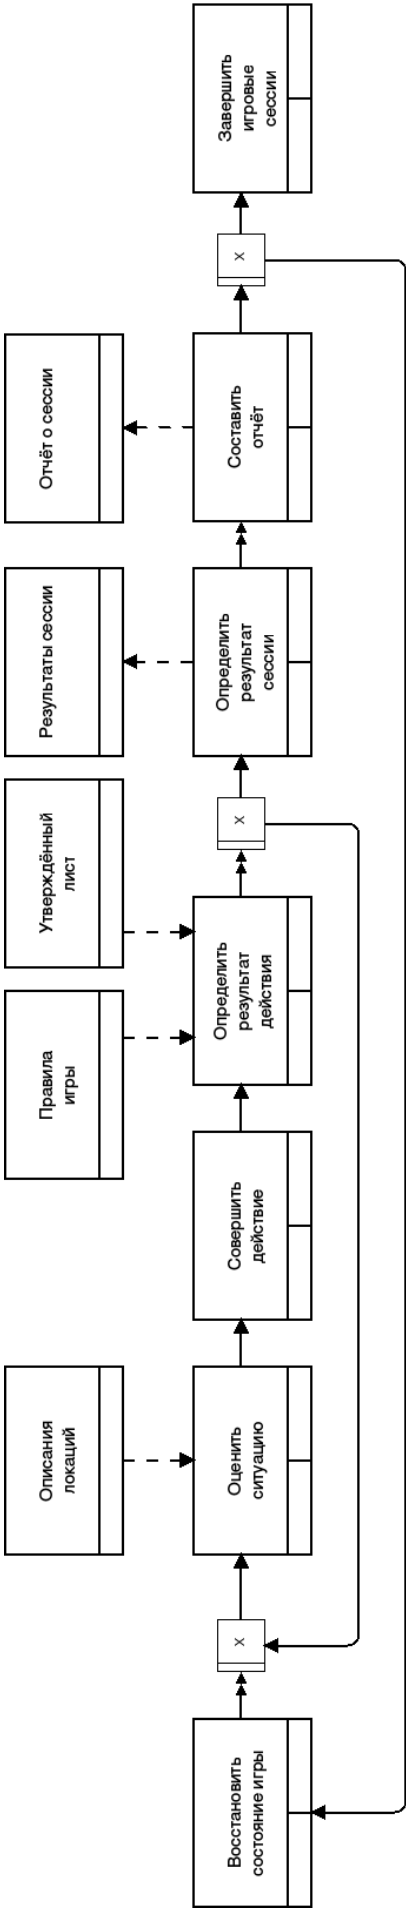 Описания
локаций
Правила
игры
Утверждённый
лист
Результаты сессии
Отчёт о сессии
Восстановить
состояние игры
X
Оценить
ситуацию
Совершить
действие
Определить
результат
действия
X
Определить
результат
сессии
Составить
отчёт
X
Завершить
игровые
сессии